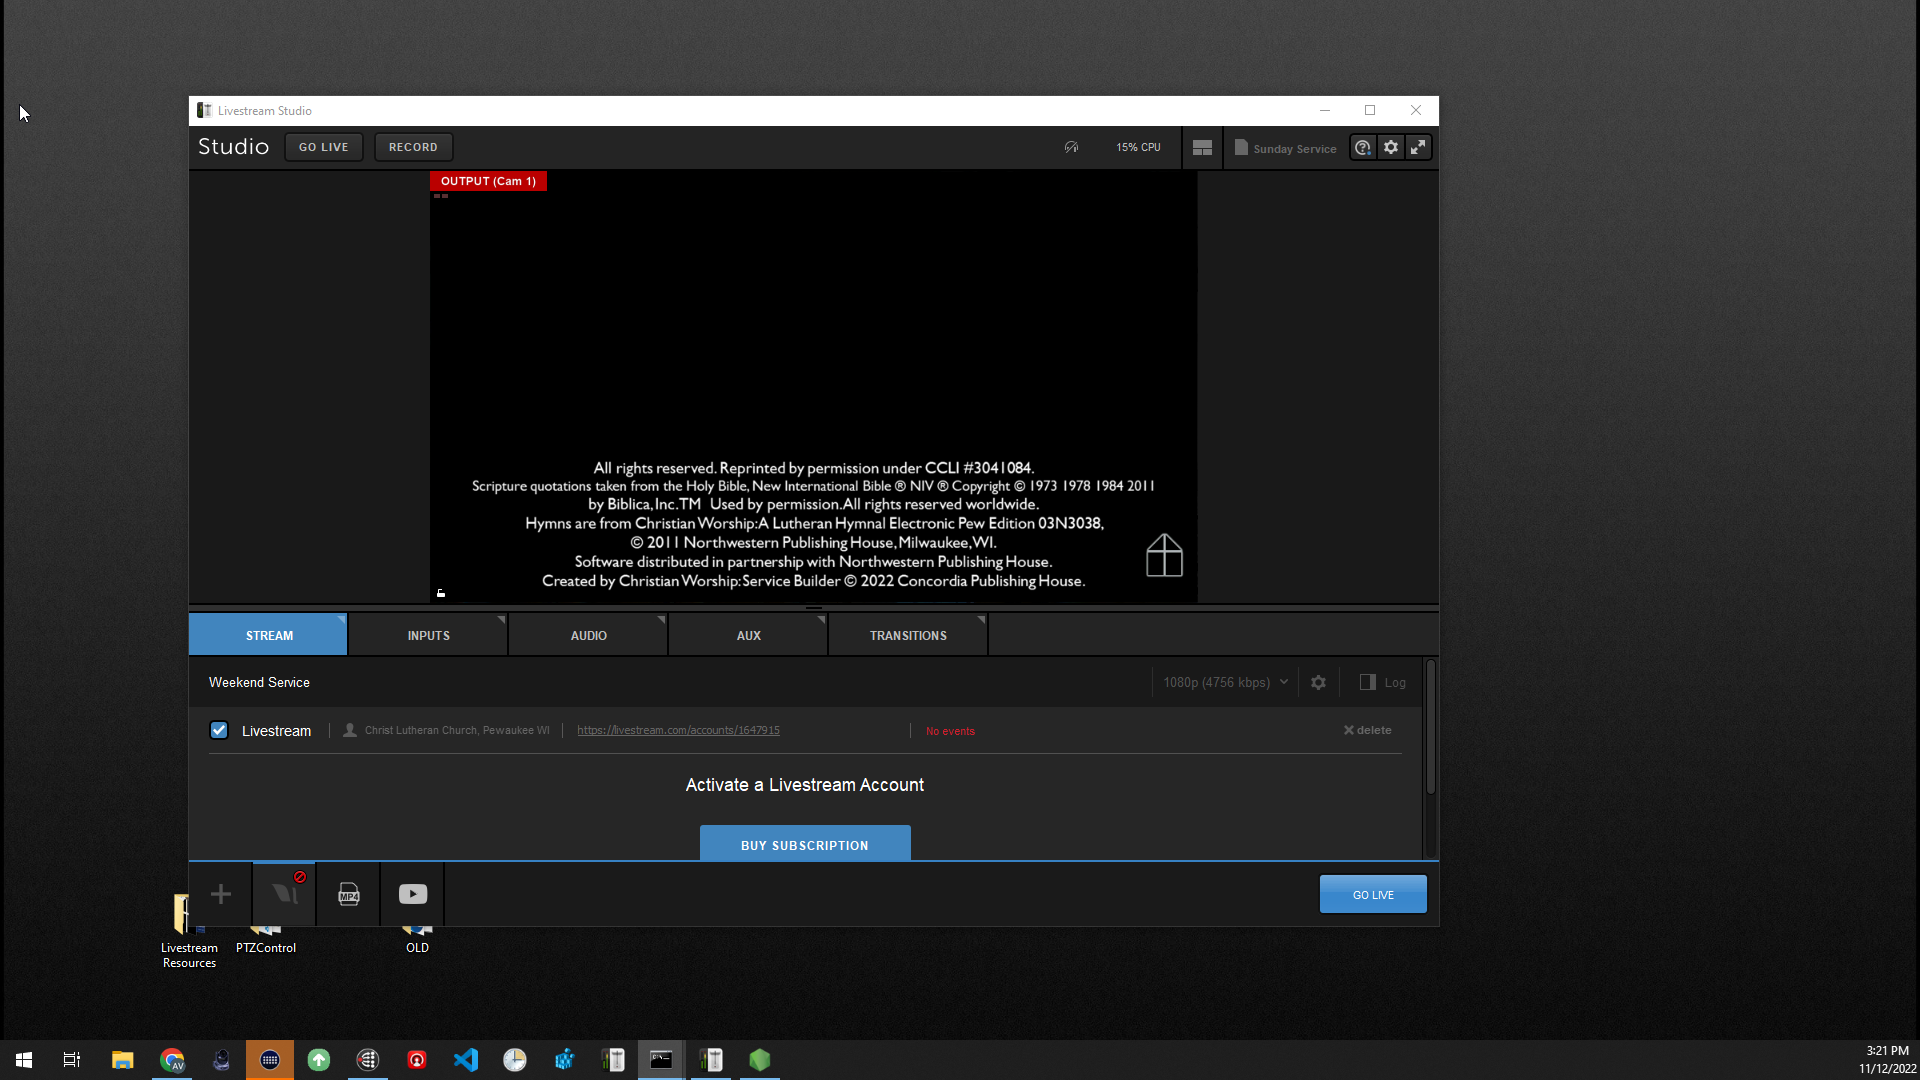 Livestream Studio
Studio
GO LIVE
RECORD
15% CPU
Sunday Service
OUTPUT (Cam 1)
All rights reserved. Reprinted by permission under CCLI #3041084.
Scripture quotations taken from the Holy Bible, New International Bible ® NIV ® Copyright © 1973 1978 1984 2011
by Biblica, Inc.TM Used by permission. All rights reserved worldwide.
Hymns are from Christian Worship: A Lutheran Hymnal Electronic Pew Edition 03N3038,
© 2011 Northwestern Publishing House, Milwaukee, WI.
Software distributed in partnership with Northwestern Publishing House.
Created by Christian Worship: Service Builder © 2022 Concordia Publishing House.
STREAM
INPUTS
AUDIO
AUX
TRANSITIONS
Weekend Service
1080p (4756 kbps)
Log
Livestream
Christ Lutheran Church, Pewaukee WI
https://livestream.com/accounts/1647915
No events
delete
Activate a Livestream Account
BUY SUBSCRIPTION
MP4
GO LIVE
Livestream
Resources
PTZControl
OLD
AV
3:21 PM
11/12/2022